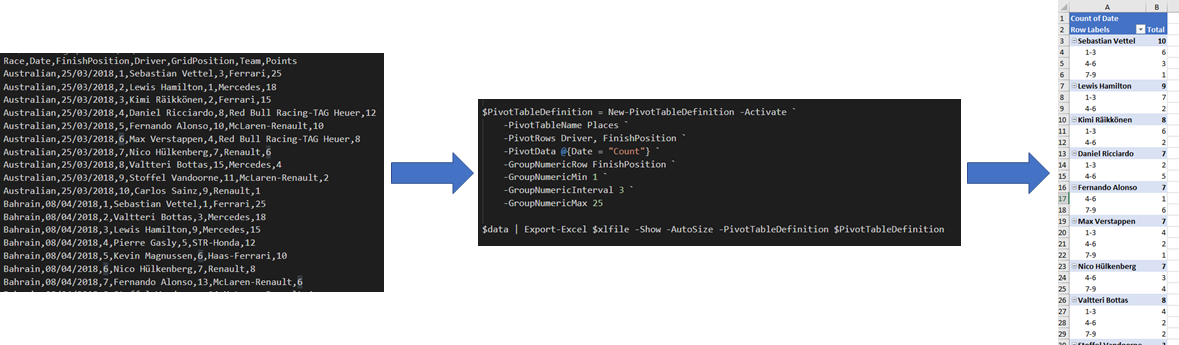 Race,Date,FinishPosition,Driver,GridPosition,Team,Points
Australian,25/03/2018,1,Sebastian Vettel,3,Ferrari,25
Australian,25/03/2018,2,Lewis Hamilton,1,Mercedes,18
Australian,25/03/2018,3,Kimi Räikkönen,2,Ferrari,15
Australian,25/03/2018,4,Daniel Ricciardo,8,Red Bull Racing-TAG Heuer,12
Australian,25/03/2018,5,Fernando Alonso,10,McLaren-Renault,10
Australian,25/03/2018,6,Max Verstappen,4,Red Bull Racing-TAG Heuer,8
Australian,25/03/2018,7,Nico Hülkenberg,7,Renault,6
Australian,25/03/2018,8,Valtteri Bottas,15,Mercedes,4
Australian,25/03/2018,9,Stoffel Vandoorne,11,McLaren-Renault,2
Australian,25/03/2018,10,Carlos Sainz,9,Renault,1
Bahrain,08/04/2018,1,Sebastian Vettel,1,Ferrari,25
Bahrain,08/04/2018,2,Valtteri Bottas,3,Mercedes,18
Bahrain,08/04/2018,3,Lewis Hamilton,9,Mercedes,15
Bahrain,08/04/2018,4,Pierre Gasly,5,STR-Honda,12
Bahrain,08/04/2018,5,Kevin Magnussen,6,Haas-Ferrari,10
Bahrain,08/04/2018,6,Nico Hülkenberg,7,Renault,8
Bahrain,08/04/2018,7,Fernando Alonso,13,McLaren-Renault,6
$PivotTableDefinition = New-PivotTableDefinition -Activate `
-PivotTableName Places `
-PivotRows Driver, FinishPosition `
-PivotData @{Date = "Count"} `
-GroupNumericRow FinishPosition `
-GroupNumericMin 1 `
-GroupNumericInterval 3 `
-GroupNumericMax 25
$data | Export-Excel $xlfile -Show -AutoSize -PivotTableDefinition $PivotTableDefinition
A B
1 Count of Date
2 Row Labels Total
3 Sebastian Vettel 10
4 1-3 6
5 4-6 3
6 7-9 1
7 Lewis Hamilton 9
8 1-3 7
9 4-6 2
10 Kimi Räikkönen 8
11 1-3 6
12 4-6 2
13 Daniel Ricciardo 7
14 1-3 2
15 4-6 5
16 Fernando Alonso 7
17 4-6 1
18 7-9 6
19 Max Verstappen 7
20 1-3 4
21 4-6 2
22 7-9 1
23 Nico Hülkenberg 7
24 4-6 3
25 7-9 4
26 Valtteri Bottas 8
27 1-3 4
28 4-6 2
29 7-9 2